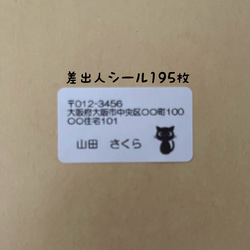 差出人シール195枚
〒012-3456
大阪府大阪市中央区〇〇町100
〇〇住宅101
山田 さくら